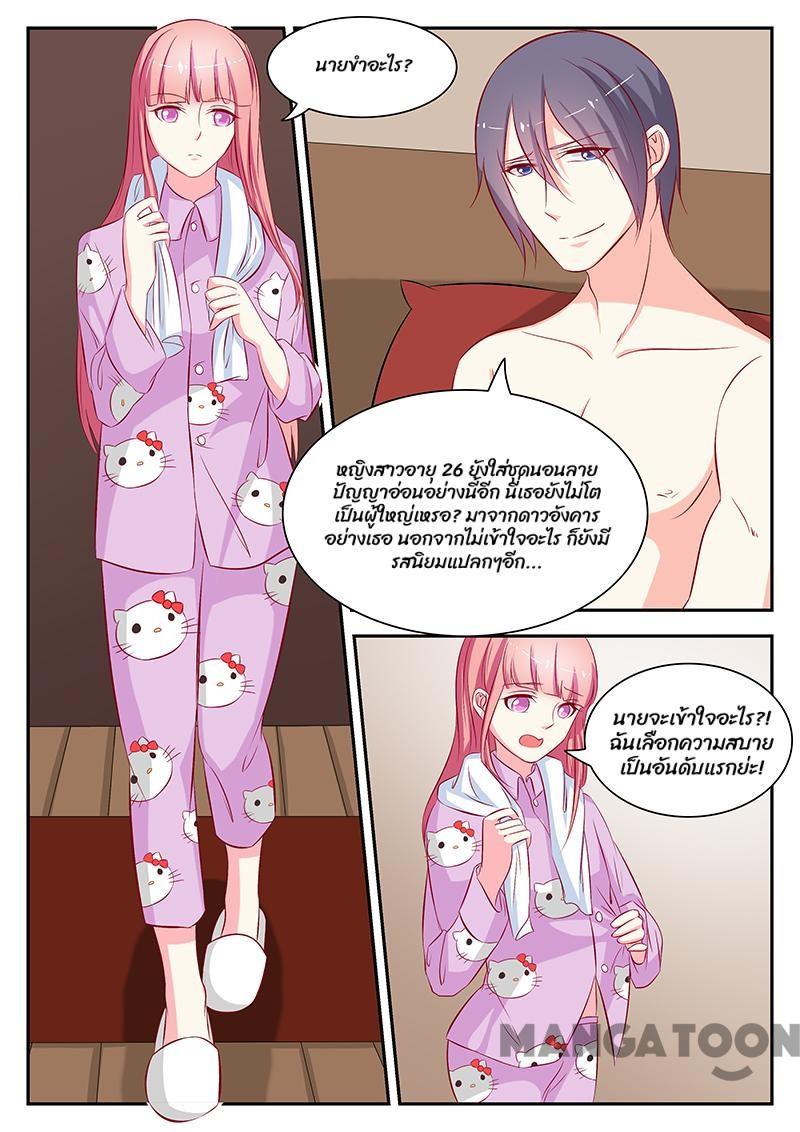 นายขำอะไร?
หญิงสาวอายุ 26 ยังใส่ชุดนอนลาย
ปัญญาอ่อนอย่างนี้อีก นี่เธอยังไม่โต
เป็นผู้ใหญ่เหรอ? มาจากดาวอังคาร
อย่างเธอ นอกจากไม่เข้าใจอะไร ก็ยังมี
รสนิยมแปลกๆอีก...
นายจะเข้าใจอะไร?!
ฉันเลือกความสบาย
เป็นอันดับแรกย่ะ!
MANGATOON